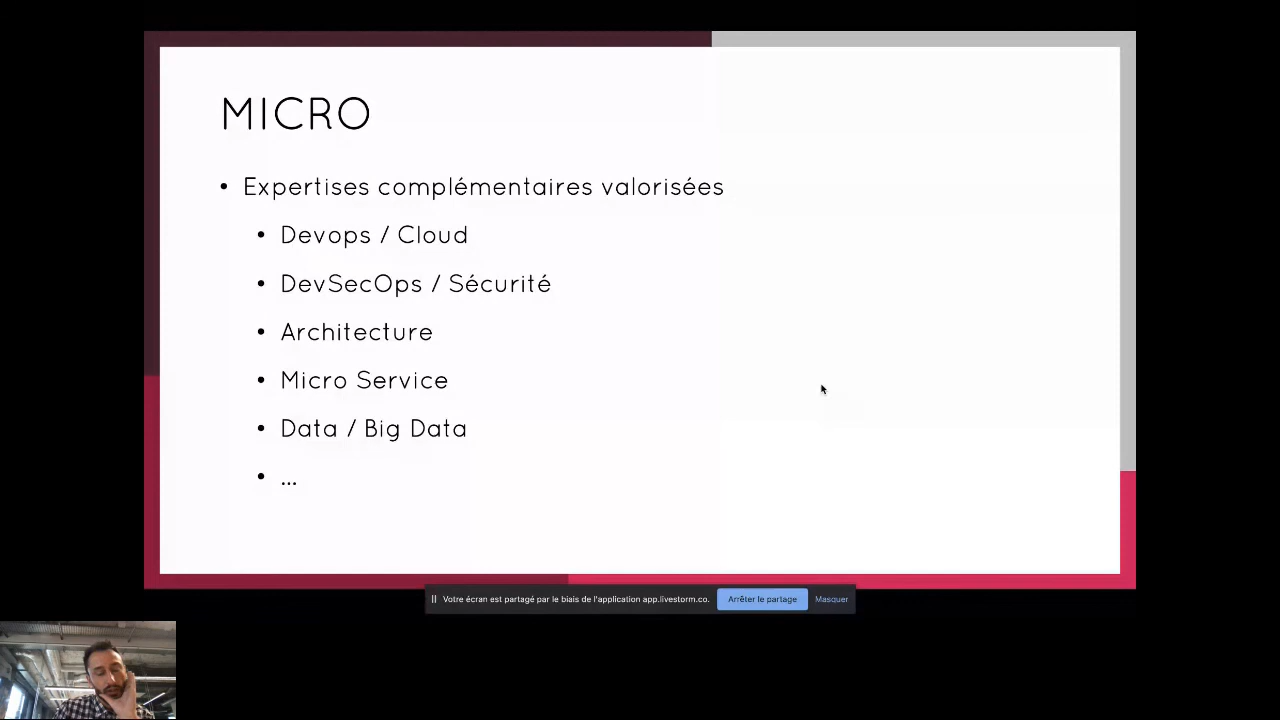 MICRO
• Expertises complémentaires valorisées
• Devops / Cloud
• DevSecOps / Sécurité
• Architecture
• Micro Service
• Data / Big Data
• ...
Votre écran est partagé par le biais de l'application app.livestorm.co. Arrêter le partage Masquer